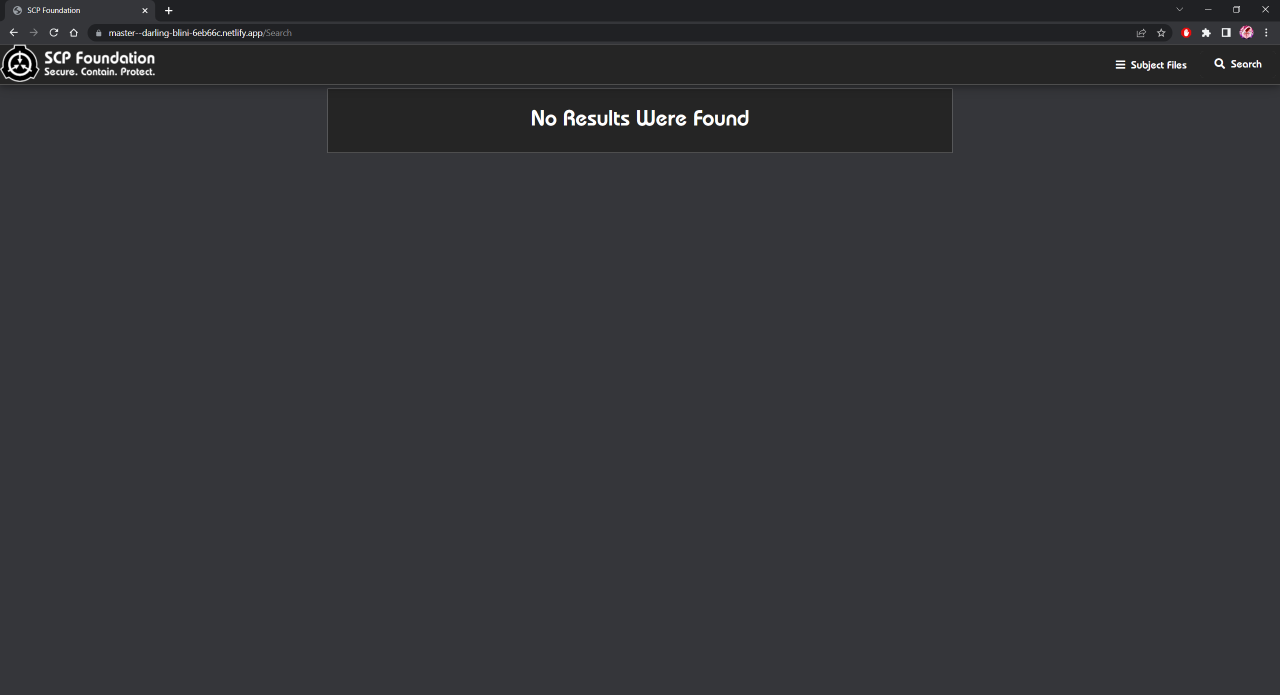 SCP Foundation
master--darling-blini-6eb66c.netlify.app/Search
SCP Foundation
Secure. Contain. Protect.
Subject Files
Search
No Results Were Found